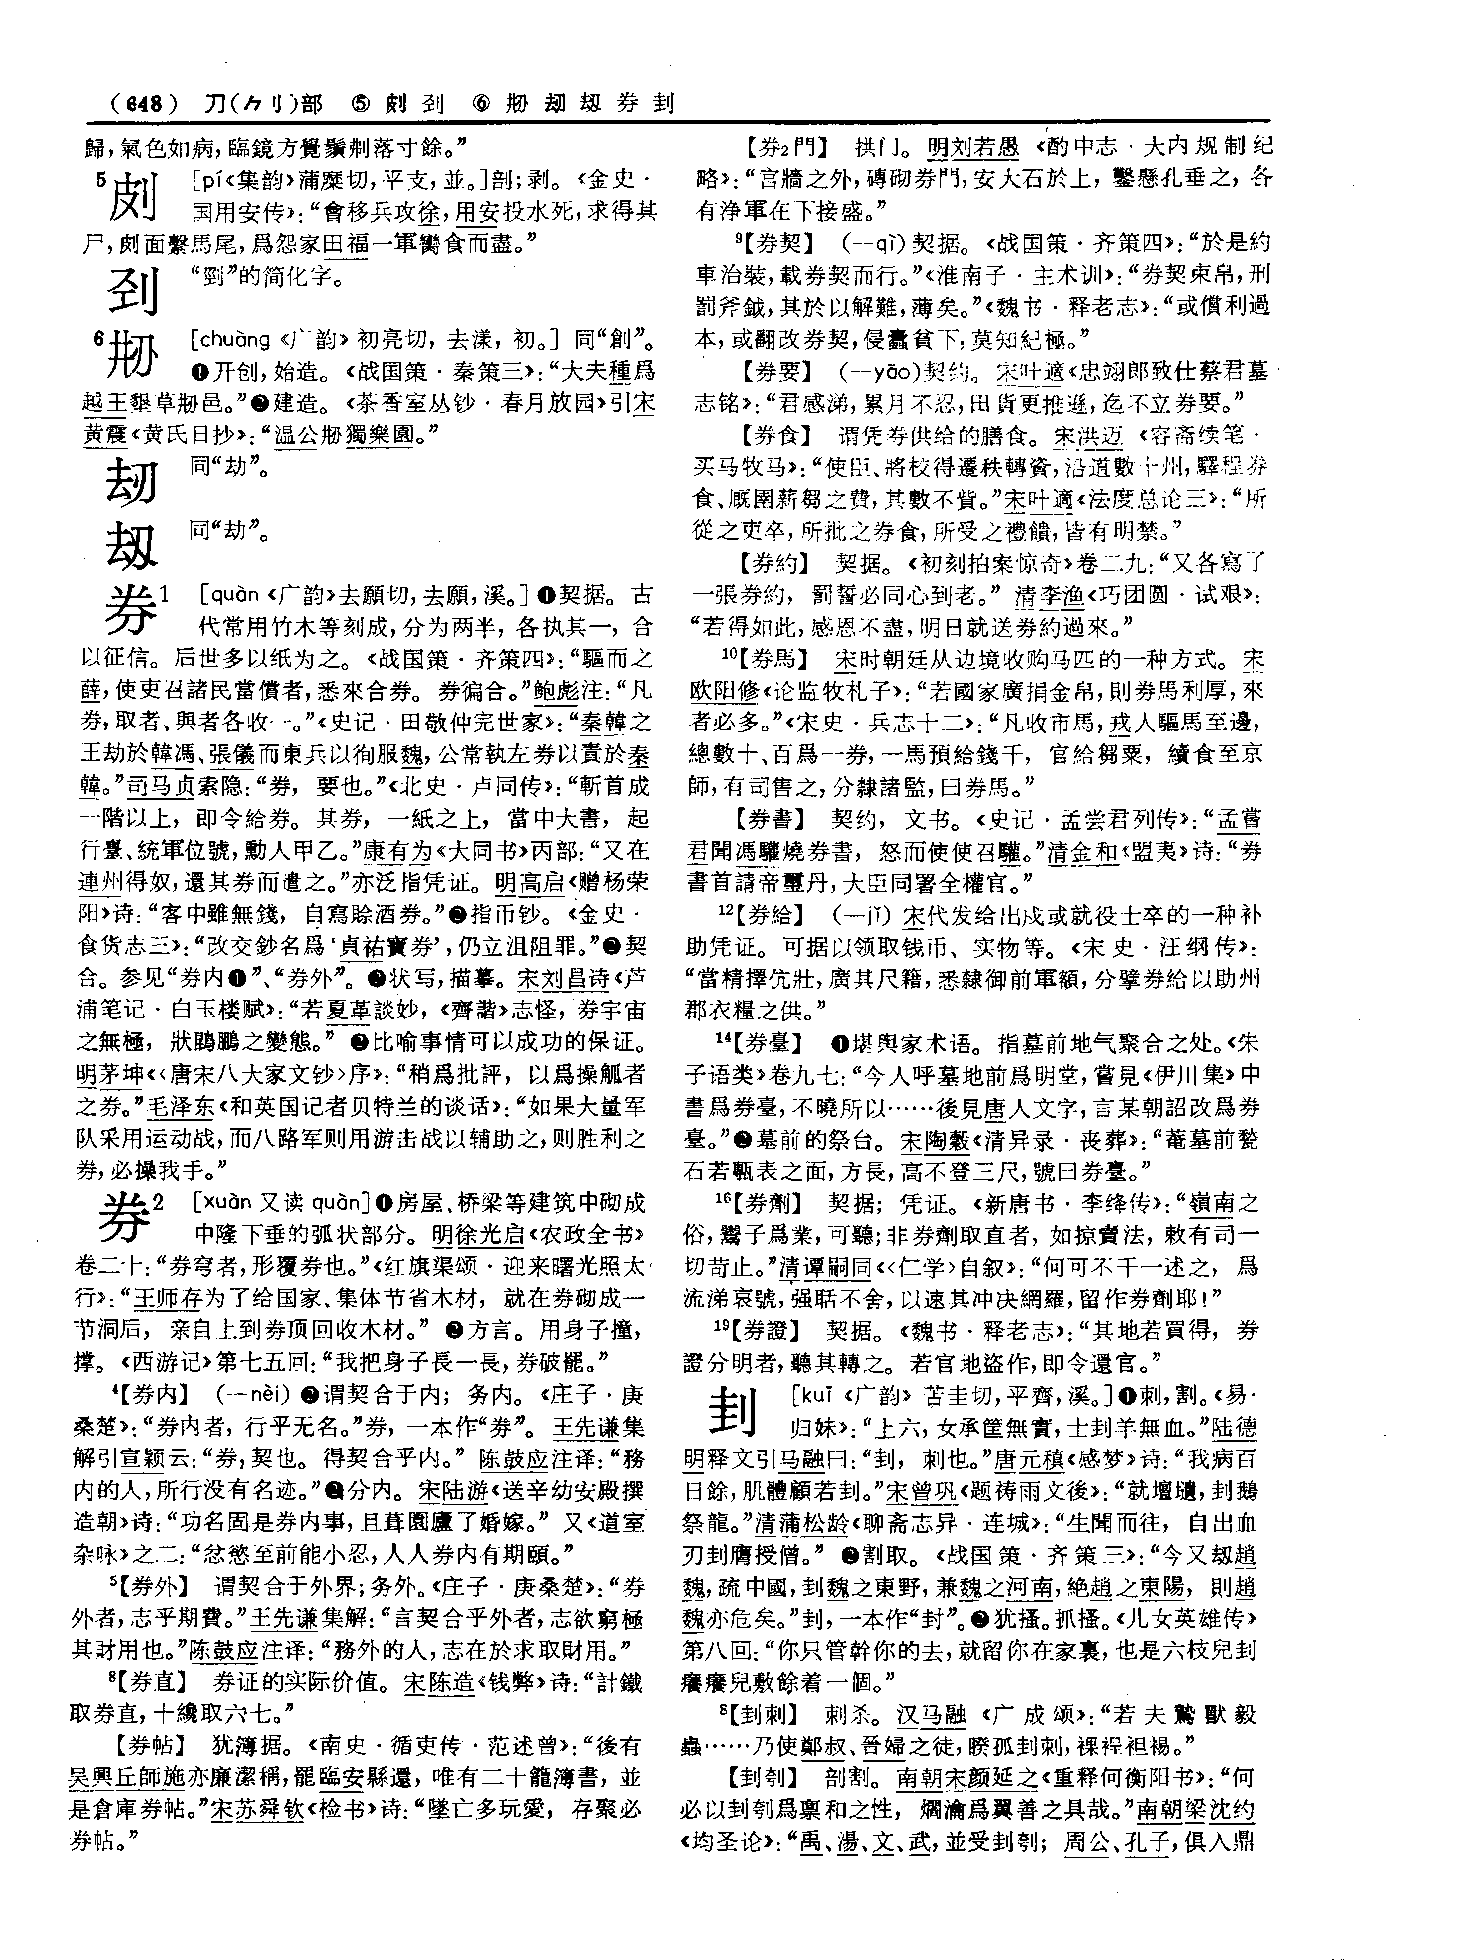 (648) 刀(⺈刂)部 ⑤ 㓟 刭 ⑥ 刱 刧 刼 券 刲
歸，氣色如病，臨鏡方覺鬚剃落寸餘。”
5 㓟 [pí《集韵》蒲糜切，平支，並。]剖；剥。《金史·
国用安传》：“會移兵攻徐，用安投水死，求得其
尸，㓟面繫馬尾，爲怨家田福一軍臠食而盡。”
刭 “剄”的简化字。
6 刱 [chuàng《广韵》初亮切，去漾，初。] 同“創”。
❶开创，始造。《战国策·秦策三》：“大夫種爲
越王墾草刱邑。”❷建造。《茶香室丛钞·春月放园》引宋
黄震《黄氏日抄》：“温公刱獨樂園。”
刧 同“劫”。
刼 同“劫”。
券1 [quàn《广韵》去願切，去願，溪。]❶契据。古
代常用竹木等刻成，分为两半，各执其一，合
以征信。后世多以纸为之。《战国策·齐策四》：“驅而之
薛，使吏召諸民當償者，悉來合券。券徧合。”鲍彪注：“凡
券，取者、與者各收一。”《史记·田敬仲完世家》：“秦韓之
王劫於韓馮、張儀而東兵以徇服魏，公常執左券以責於秦
韓。”司马贞索隐：“券，要也。”《北史·卢同传》：“斬首成
一階以上，即令給券。其券，一紙之上，當中大書，起
行臺、統軍位號，勳人甲乙。”康有为《大同书》丙部：“又在
連州得奴，還其券而遣之。”亦泛指凭证。明高启《赠杨荣
阳》诗：“客中雖無錢，自寫賒酒券。”❷指币钞。《金史·
食货志三》：“改交鈔名爲‘貞祐寶券’，仍立沮阻罪。”❸契
合。参见“券内❶”、“券外”。❹状写，描摹。宋刘昌诗《芦
浦笔记·白玉楼赋》：“若夏革談妙，《齊諧》志怪，券宇宙
之無極，狀鵾鵬之變態。”❺比喻事情可以成功的保证。
明茅坤《〈唐宋八大家文钞〉序》：“稍爲批評，以爲操觚者
之券。”毛泽东《和英国记者贝特兰的谈话》：“如果大量军
队采用运动战，而八路军则用游击战以辅助之，则胜利之
券，必操我手。”
券2 [xuàn 又读 quàn]❶房屋、桥梁等建筑中砌成
中隆下垂的弧状部分。明徐光启《农政全书》
卷二十：“券穹者，形覆券也。”《红旗渠颂·迎来曙光照太
行》：“王师存为了给国家、集体节省木材，就在券砌成一
节洞后，亲自上到券顶回收木材。”❷方言。用身子撞，
撑。《西游记》第七五回：“我把身子長一長，券破罷。”
4【券内】 (—nèi) ❶谓契合于内；务内。《庄子·庚
桑楚》：“券内者，行乎无名。”券，一本作“券”。王先谦集
解引宣颖云：“券，契也。得契合乎内。”陈鼓应注译：“務
内的人，所行没有名迹。”❷分内。宋陆游《送辛幼安殿撰
造朝》诗：“功名固是券内事，且葺園廬了婚嫁。”又《道室
杂咏》之二：“忿慾至前能小忍，人人券内有期頤。”
5【券外】 谓契合于外界；务外。《庄子·庚桑楚》：“券
外者，志乎期費。”王先谦集解：“言契合乎外者，志欲窮極
其財用也。”陈鼓应注译：“務外的人，志在於求取財用。”
8【券直】 券证的实际价值。宋陈造《钱弊》诗：“計鐵
取券直，十纔取六七。”
【券帖】 犹簿据。《南史·循吏传·范述曾》：“後有
吴興丘師施亦廉潔稱，罷臨安縣還，唯有二十籠簿書，並
是倉庫券帖。”宋苏舜钦《检书》诗：“墜亡多玩愛，存聚必
券帖。”
【券2門】 拱门。明刘若愚《酌中志·大内规制纪
略》：“宫牆之外，磚砌券門，安大石於上，鑿懸孔垂之，各
有净軍在下接盛。”
9【券契】 (—qì) 契据。《战国策·齐策四》：“於是約
車治裝，載券契而行。”《淮南子·主术训》：“券契束帛，刑
罰斧鉞，其於以解難，薄矣。”《魏书·释老志》：“或償利過
本，或翻改券契，侵蠹貧下，莫知紀極。”
【券要】 (—yāo)契约。宋叶適《忠翊郎致仕蔡君墓
志铭》：“君感涕，累月不忍，田貨更推遜，迄不立券要。”
【券食】 谓凭券供给的膳食。宋洪迈《容斋续笔·
买马牧马》：“使臣、將校得遷秩轉資，沿道數十州，驛程券
食、厩圉薪芻之費，其數不貲。”宋叶適《法度总论三》：“所
從之吏卒，所批之券食，所受之禮饋，皆有明禁。”
【券約】 契据。《初刻拍案惊奇》卷二九：“又各寫了
一張券約，罰誓必同心到老。”清李渔《巧团圆·试艰》：
“若得如此，感恩不盡，明日就送券約過來。”
10【券馬】 宋时朝廷从边境收购马匹的一种方式。宋
欧阳修《论监牧札子》：“若國家廣捐金帛，則券馬利厚，來
者必多。”《宋史·兵志十二》：“凡收市馬，戎人驅馬至邊，
總數十、百爲一券，一馬預給錢千，官給芻粟，續食至京
師，有司售之，分隸諸監，曰券馬。”
【券書】 契约，文书。《史记·孟尝君列传》：“孟嘗
君聞馮驩燒券書，怒而使使召驩。”清金和《盟夷》诗：“券
書首請帝璽丹，大臣同署全權官。”
12【券給】 (—jǐ) 宋代发给出戍或就役士卒的一种补
助凭证。可据以领取钱币、实物等。《宋史·汪纲传》：
“當精擇伉壯，廣其尺籍，悉隸御前軍額，分擘券給以助州
郡衣糧之供。”
14【券臺】 ❶堪舆家术语。指墓前地气聚合之处。《朱
子语类》卷九七：“今人呼墓地前爲明堂，嘗見《伊川集》中
書爲券臺，不曉所以……後見唐人文字，言某朝詔改爲券
臺。”❷墓前的祭台。宋陶穀《清异录·丧葬》：“菴墓前甃
石若甎表之面，方長，高不登三尺，號曰券臺。”
16【券劑】 契据；凭证。《新唐书·李绛传》：“嶺南之
俗，鬻子爲業，可聽；非券劑取直者，如掠賣法，敕有司一
切苛止。”清谭嗣同《〈仁学〉自叙》：“何可不千一述之，爲
流涕哀號，强聒不舍，以速其冲决網羅，留作券劑耶！”
19【券證】 契据。《魏书·释老志》：“其地若買得，券
證分明者，聽其轉之。若官地盗作，即令還官。”
刲 [kuī《广韵》苦圭切，平齊，溪。]❶刺，割。《易·
归妹》：“上六，女承筐無實，士刲羊無血。”陆德
明释文引马融曰：“刲，刺也。”唐元稹《感梦》诗：“我病百
日餘，肌體顧若刲。”宋曾巩《题祷雨文後》：“就壇壝，刲鵝
祭龍。”清蒲松龄《聊斋志异·连城》：“生聞而往，自出血
刃刲膺授僧。”❷割取。《战国策·齐策三》：“今又劫趙
魏，疏中國，刲魏之東野，兼魏之河南，絶趙之東陽，則趙
魏亦危矣。”刲，一本作“封”。❸犹搔。抓搔。《儿女英雄传》
第八回：“你只管幹你的去，就留你在家裏，也是六枝兒刲
癢癢兒敷餘着一個。”
8【刲刺】 刺杀。汉马融《广成颂》：“若夫鷙獸毅
蟲……乃使鄭叔、晉婦之徒，睽孤刲刺，裸裎袒裼。”
【刲刳】 剖割。南朝宋颜延之《重释何衡阳书》：“何
必以刲刳爲禀和之性，爓瀹爲翼善之具哉。”南朝梁沈约
《均圣论》：“禹、湯、文、武，並受刲刳；周公、孔子，俱入鼎